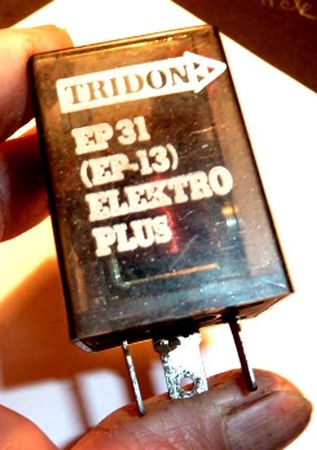 TRIDON
EP 31
(EP-13)
ELEKTRO
PLUS